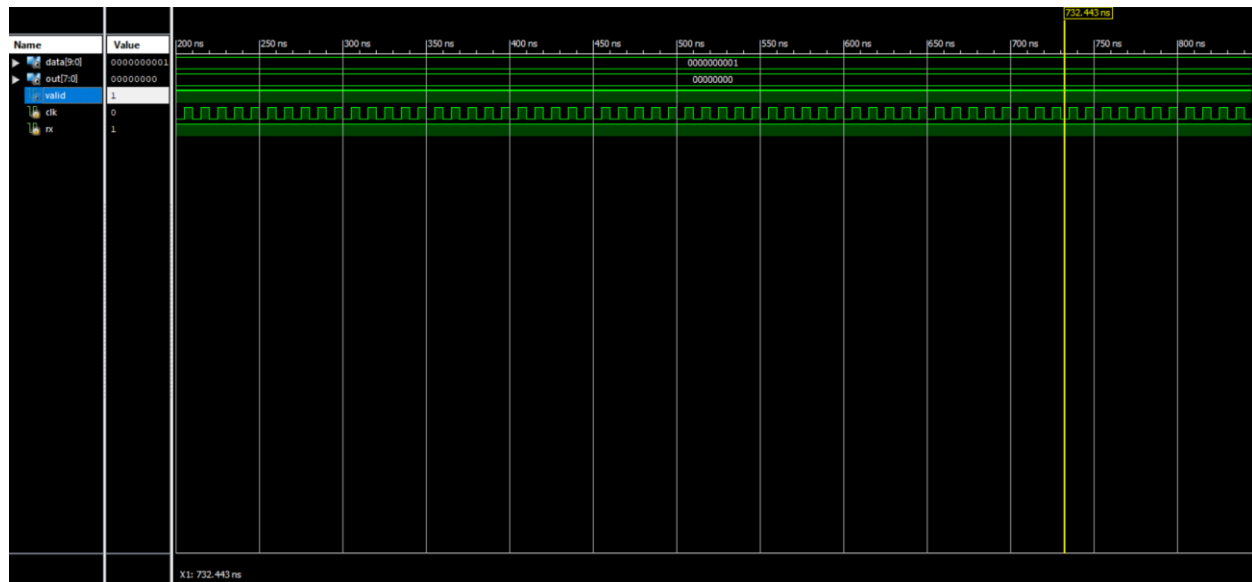 732.443 ns
Name Value 200 ns 250 ns 300 ns 350 ns 400 ns 450 ns 500 ns 550 ns 600 ns 650 ns 700 ns 750 ns 800 ns
data[9:0] 0000000001 0000000001
out[7:0] 00000000 00000000
valid 1
clk 0
rx 1
X1: 732.443 ns